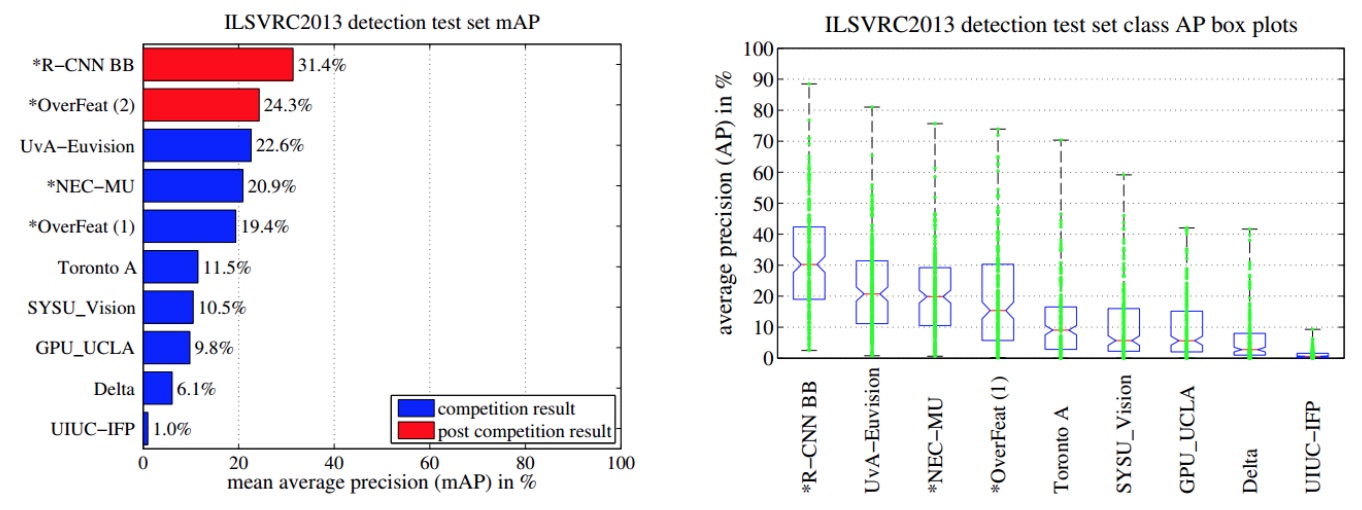 ILSVRC2013 detection test set mAP
*R−CNN BB
31.4%
*OverFeat (2)
24.3%
UvA−Euvision
22.6%
*NEC−MU
20.9%
*OverFeat (1)
19.4%
Toronto A
11.5%
SYSU_Vision
10.5%
GPU_UCLA
9.8%
Delta
6.1%
UIUC−IFP
1.0%
competition result
post competition result
0 20 40 60 80 100
mean average precision (mAP) in %
ILSVRC2013 detection test set class AP box plots
average precision (AP) in %
100
90
80
70
60
50
40
30
20
10
0
*R−CNN BB
UvA−Euvision
*NEC−MU
*OverFeat (1)
Toronto A
SYSU_Vision
GPU_UCLA
Delta
UIUC−IFP